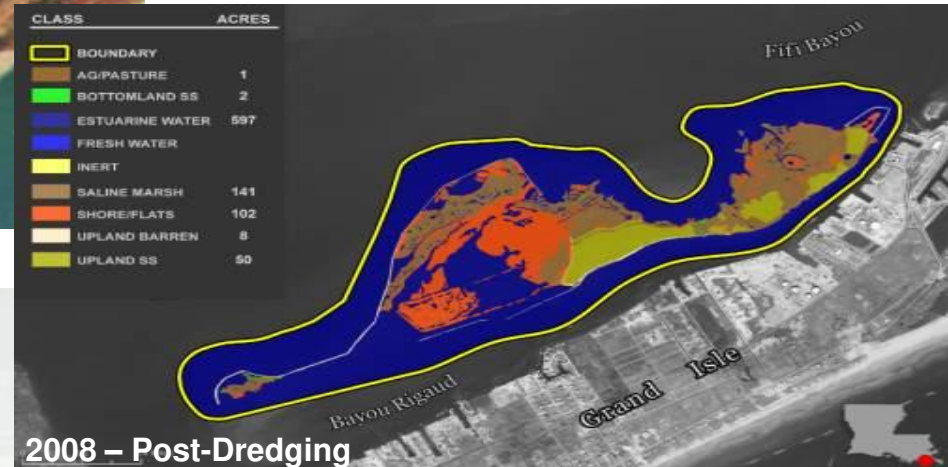 CLASS ACRES
BOUNDARY
AG/PASTURE 1
BOTTOMLAND SS 2
ESTUARINE WATER 597
FRESH WATER
INERT
SALINE MARSH 141
SHORE/FLATS 102
UPLAND BARREN 8
UPLAND SS 50
Fifi Bayou
Bayou Rigaud
Grand Isle
2008 – Post-Dredging